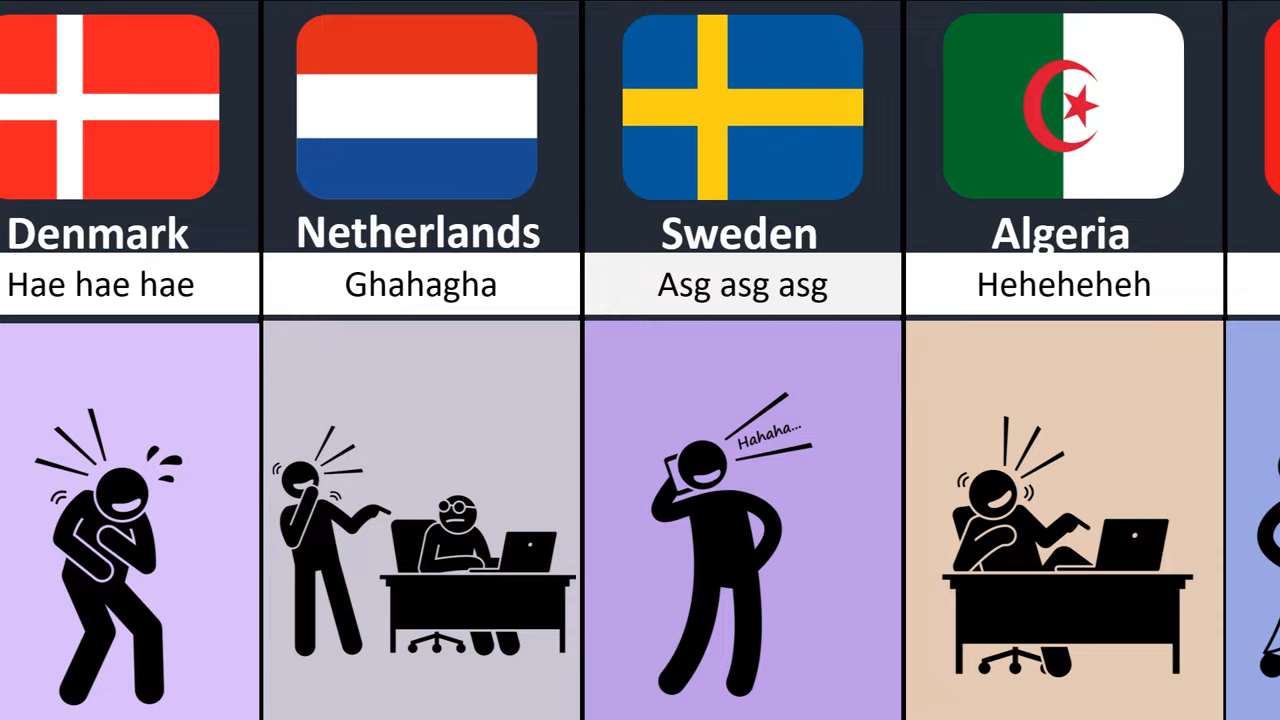 Denmark
Hae hae hae
Netherlands
Ghahagha
Sweden
Asg asg asg
Hahaha...
Algeria
Heheheheh